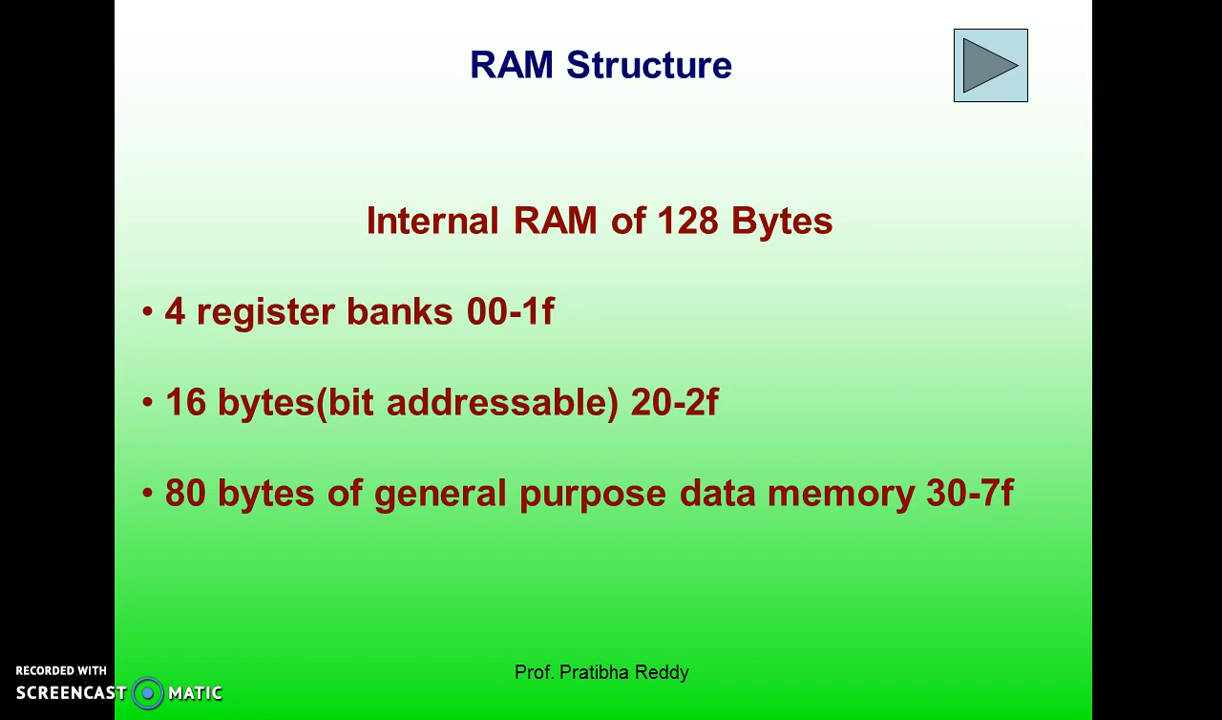 RAM Structure
Internal RAM of 128 Bytes
• 4 register banks 00-1f
• 16 bytes(bit addressable) 20-2f
• 80 bytes of general purpose data memory 30-7f
Prof. Pratibha Reddy
RECORDED WITH
SCREENCAST MATIC